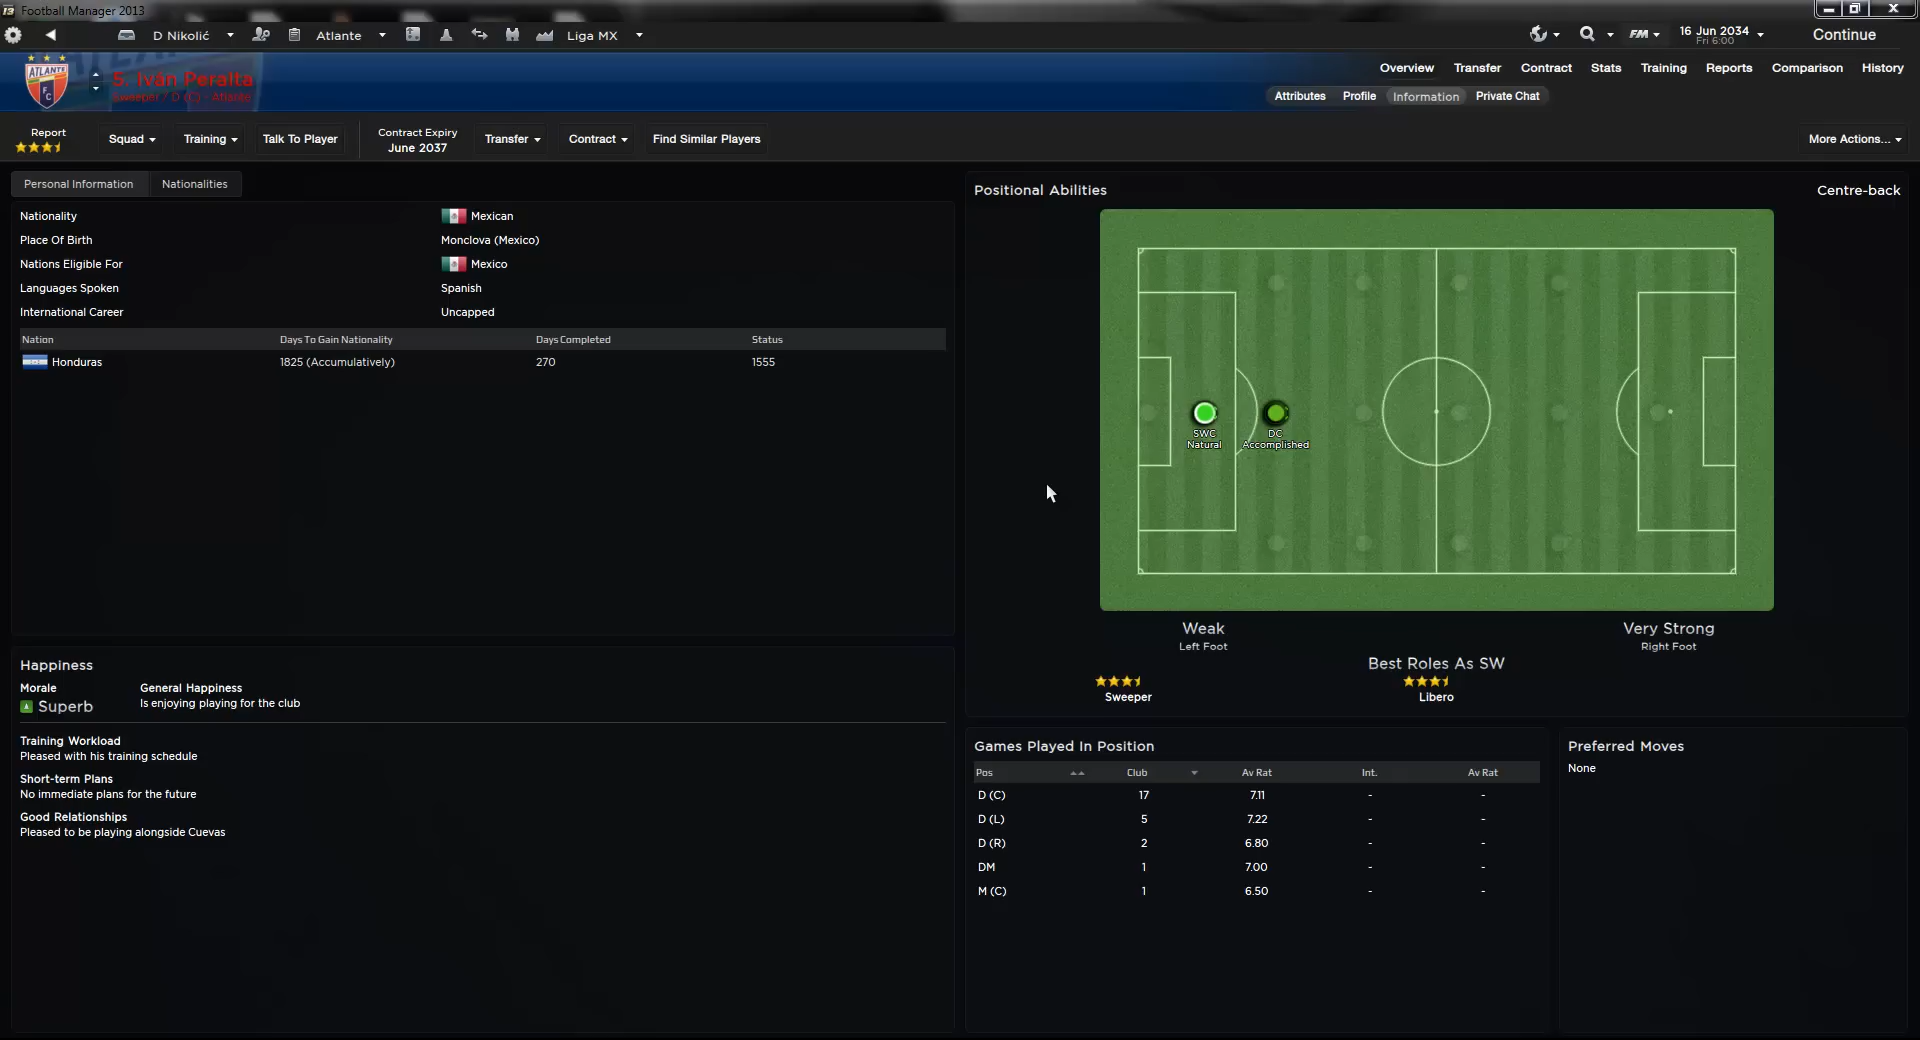 Football Manager 2013
D Nikolić
Atlante
Liga MX
FM
16 Jun 2034
Fri 6:00
Continue
ATLANTE
FC
5. Iván Peralta
Sweeper / D (C) - Atlante
Overview Transfer Contract Stats Training Reports Comparison History
Attributes Profile Information Private Chat
Report
Squad
Training
Talk To Player
Contract Expiry
June 2037
Transfer
Contract
Find Similar Players
More Actions...
Personal Information Nationalities
Nationality Mexican
Place Of Birth Monclova (Mexico)
Nations Eligible For Mexico
Languages Spoken Spanish
International Career Uncapped
Nation Days To Gain Nationality Days Completed Status
Honduras 1825 (Accumulatively) 270 1555
Happiness
Morale
Superb
General Happiness
Is enjoying playing for the club
Training Workload
Pleased with his training schedule
Short-term Plans
No immediate plans for the future
Good Relationships
Pleased to be playing alongside Cuevas
Positional Abilities Centre-back
SWC
Natural
DC
Accomplished
Weak
Left Foot
Very Strong
Right Foot
Best Roles As SW
Sweeper
Libero
Games Played In Position
Pos Club Av Rat Int. Av Rat
D (C) 17 7.11 - -
D (L) 5 7.22 - -
D (R) 2 6.80 - -
DM 1 7.00 - -
M (C) 1 6.50 - -
Preferred Moves
None